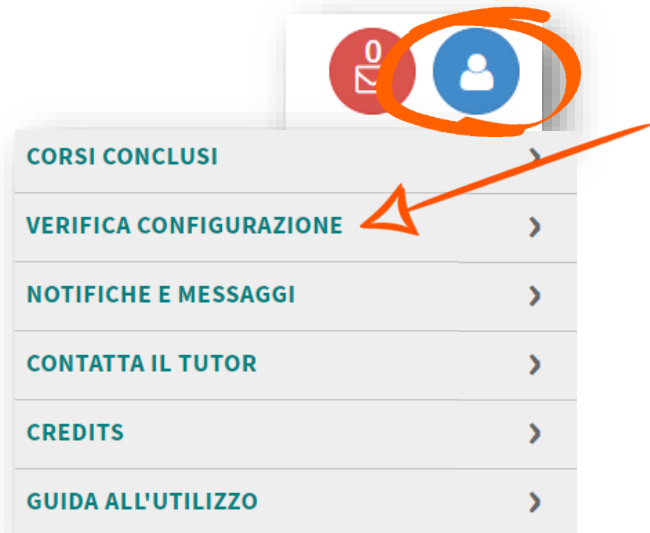 0
CORSI CONCLUSI
VERIFICA CONFIGURAZIONE
NOTIFICHE E MESSAGGI
CONTATTA IL TUTOR
CREDITS
GUIDA ALL'UTILIZZO